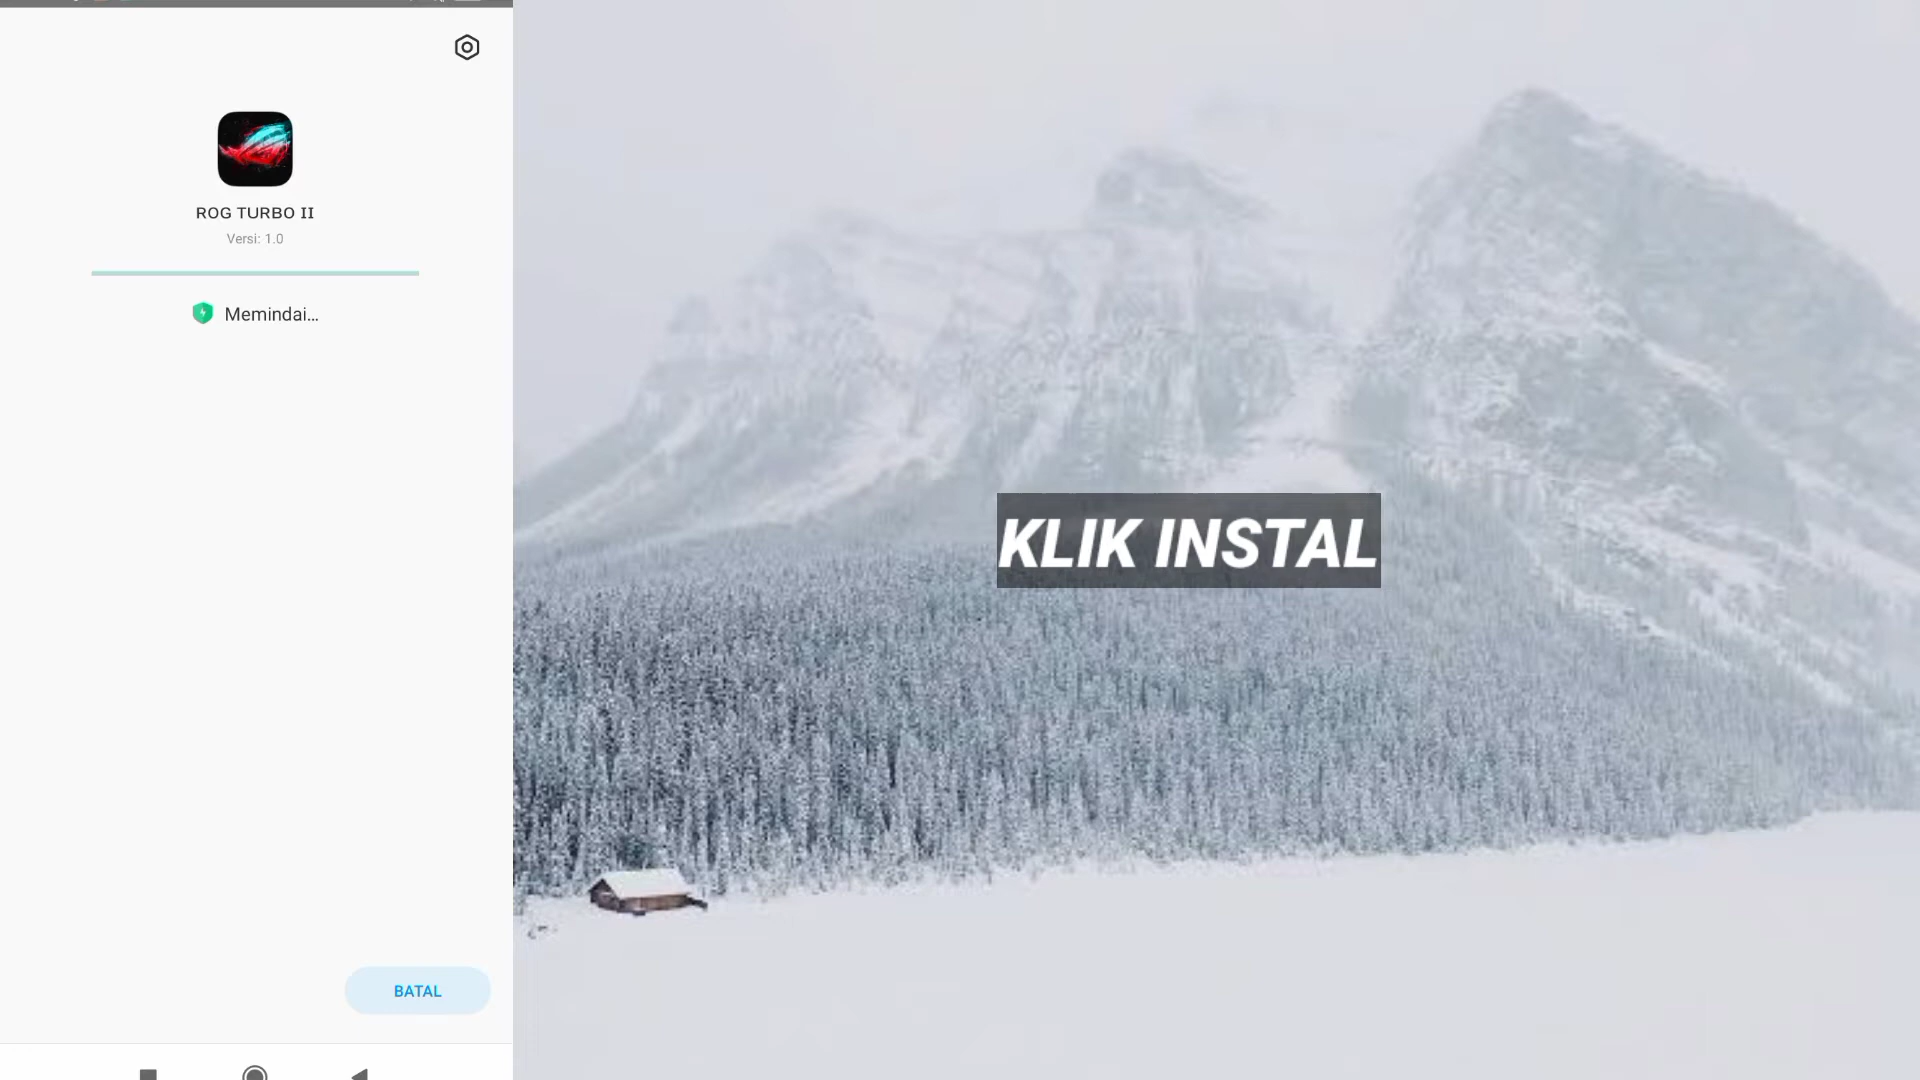 ROG TURBO II
Versi: 1.0
Memindai...
BATAL
KLIK INSTAL